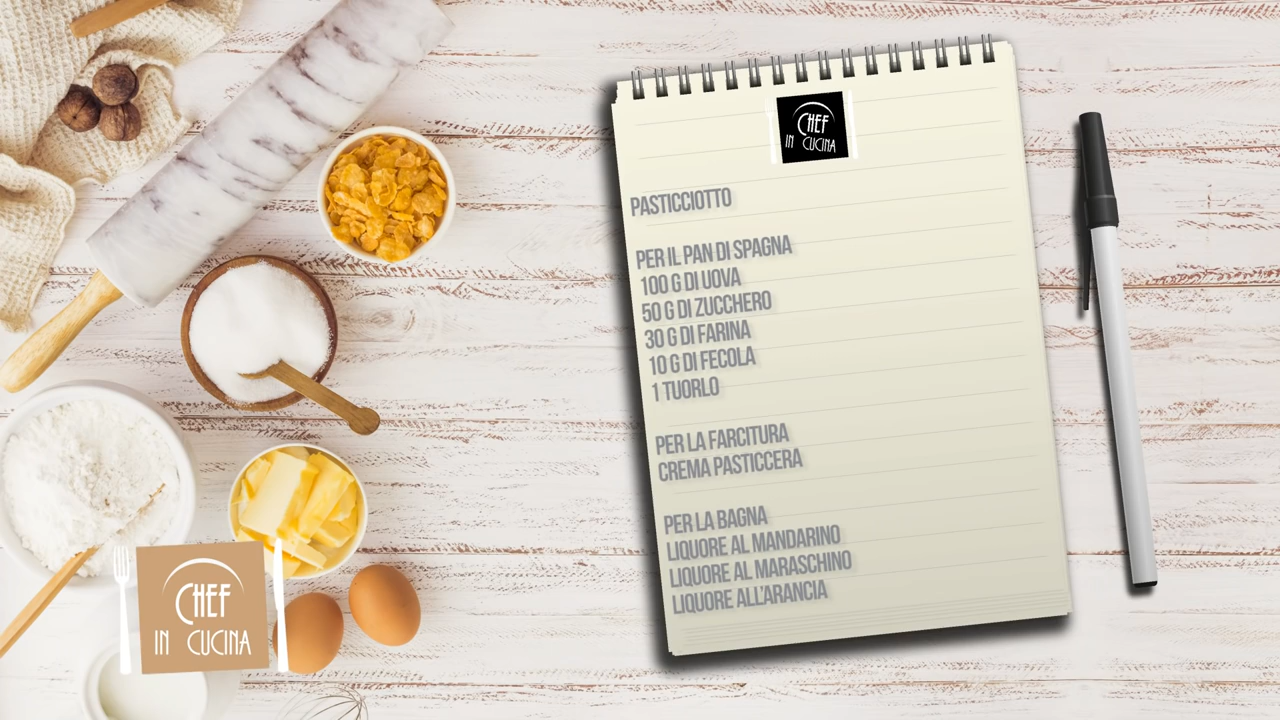 CHEF
IN CUCINA
PASTICCIOTTO
PER IL PAN DI SPAGNA
100 G DI UOVA
50 G DI ZUCCHERO
30 G DI FARINA
10 G DI FECOLA
1 TUORLO
PER LA FARCITURA
CREMA PASTICCERA
PER LA BAGNA
LIQUORE AL MANDARINO
LIQUORE AL MARASCHINO
LIQUORE ALL'ARANCIA
CHEF
IN CUCINA